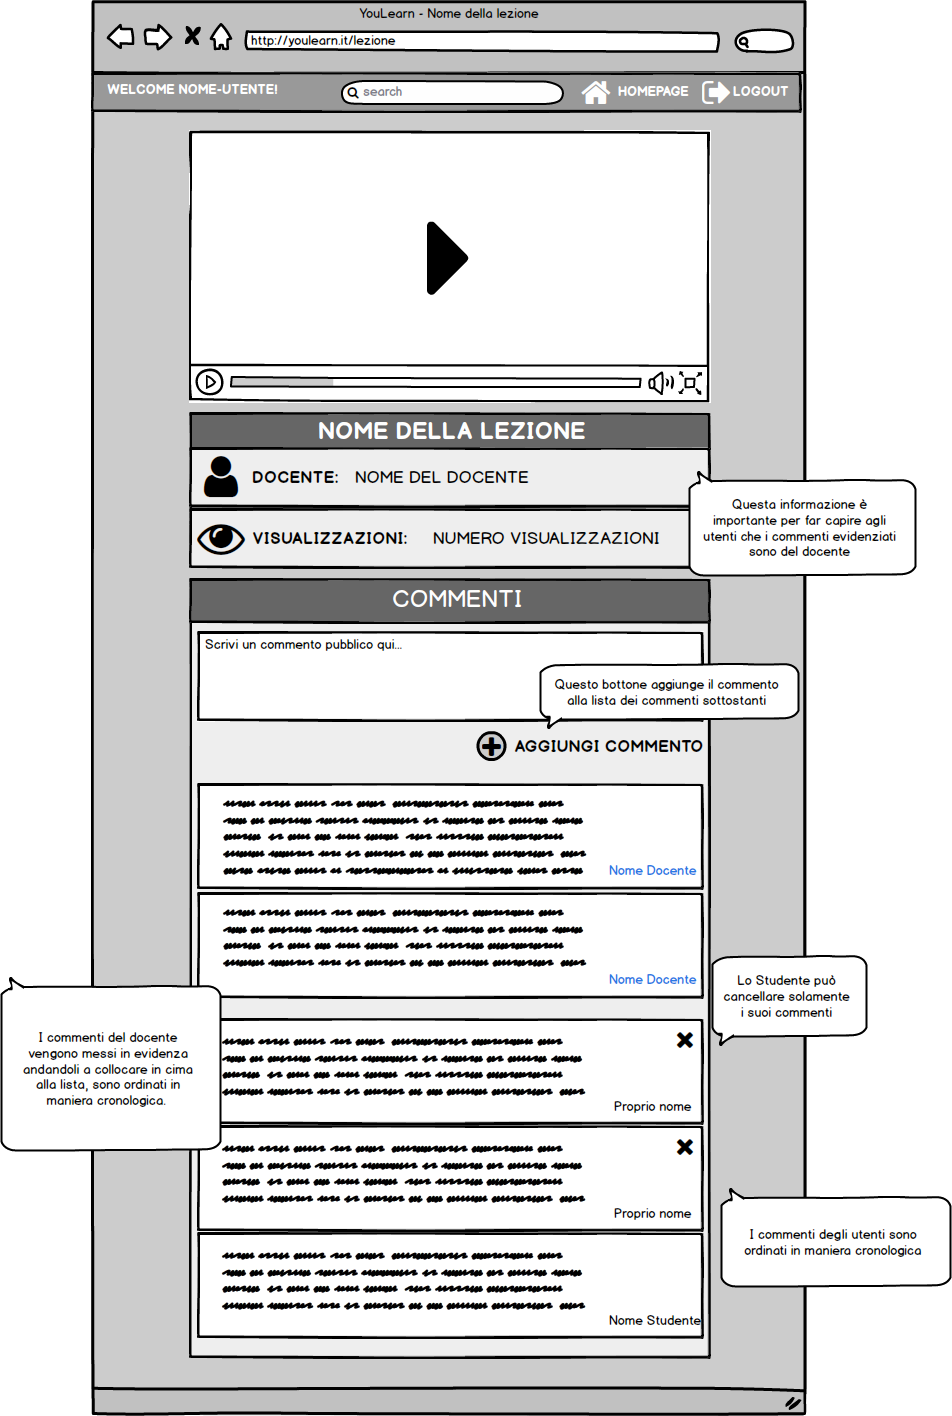 YouLearn - Nome della lezione
http://youlearn.it/lezione
WELCOME NOME-UTENTE!
search
HOMEPAGE
LOGOUT
NOME DELLA LEZIONE
DOCENTE: NOME DEL DOCENTE
Questa informazione è
importante per far capire agli
utenti che i commenti evidenziati
sono del docente
VISUALIZZAZIONI: NUMERO VISUALIZZAZIONI
COMMENTI
Scrivi un commento pubblico qui...
Questo bottone aggiunge il commento
alla lista dei commenti sottostanti
AGGIUNGI COMMENTO
Nome Docente
Nome Docente
Lo Studente può
cancellare solamente
i suoi commenti
I commenti del docente
vengono messi in evidenza
andandoli a collocare in cima
alla lista, sono ordinati in
maniera cronologica.
Proprio nome
Proprio nome
I commenti degli utenti sono
ordinati in maniera cronologica
Nome Studente